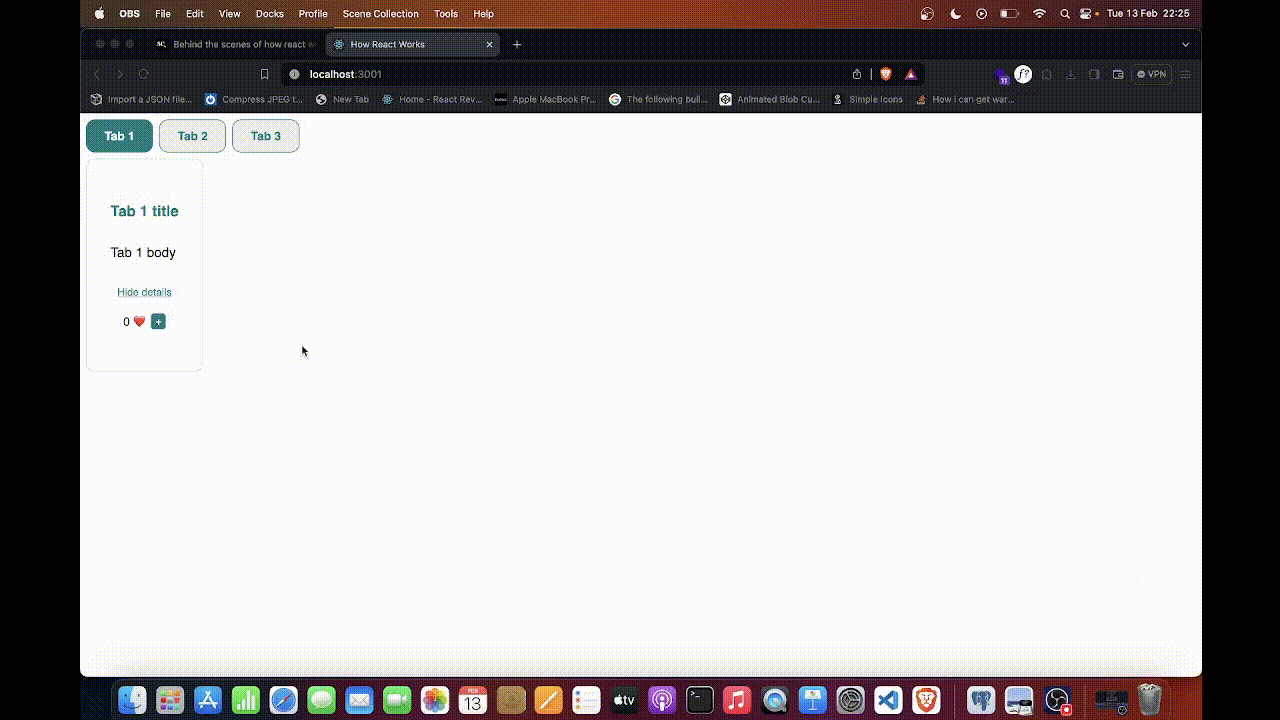 OBS File Edit View Docks Profile Scene Collection Tools Help Tue 13 Feb 22:25
Behind the scenes of how react w How React Works
localhost:3001 11 f? VPN
Import a JSON file... Compress JPEG t... New Tab Home - React Rev... Apple MacBook Pr... The following buil... Animated Blob Cu... Simple Icons How i can get war...
Tab 1 Tab 2 Tab 3
Tab 1 title
Tab 1 body
Hide details
0 ❤️ +
FEB
13
tv